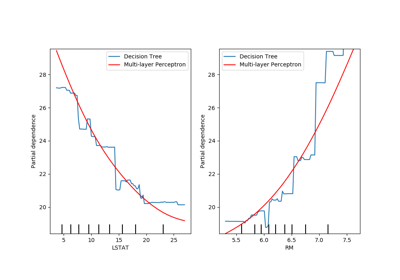 Decision Tree
Multi-layer Perceptron
Partial dependence
28
26
24
22
20
5
10
15
20
25
LSTAT
Decision Tree
Multi-layer Perceptron
Partial dependence
28
26
24
22
20
5.5
6.0
6.5
7.0
7.5
RM